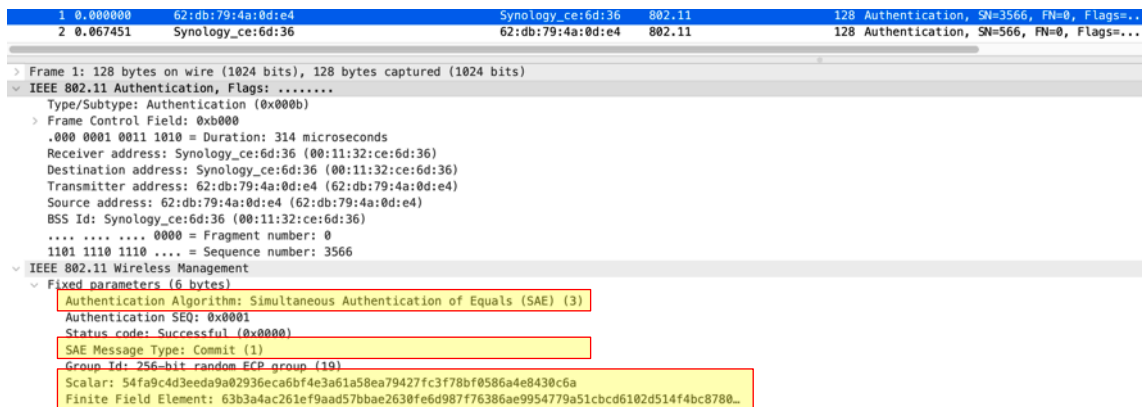 1 0.000000 62:db:79:4a:0d:e4 Synology_ce:6d:36 802.11 128 Authentication, SN=3566, FN=0, Flags=...
2 0.067451 Synology_ce:6d:36 62:db:79:4a:0d:e4 802.11 128 Authentication, SN=566, FN=0, Flags=...
> Frame 1: 128 bytes on wire (1024 bits), 128 bytes captured (1024 bits)
IEEE 802.11 Authentication, Flags: ........
Type/Subtype: Authentication (0x000b)
> Frame Control Field: 0xb000
.000 0001 0011 1010 = Duration: 314 microseconds
Receiver address: Synology_ce:6d:36 (00:11:32:ce:6d:36)
Destination address: Synology_ce:6d:36 (00:11:32:ce:6d:36)
Transmitter address: 62:db:79:4a:0d:e4 (62:db:79:4a:0d:e4)
Source address: 62:db:79:4a:0d:e4 (62:db:79:4a:0d:e4)
BSS Id: Synology_ce:6d:36 (00:11:32:ce:6d:36)
.... .... .... 0000 = Fragment number: 0
1101 1110 1110 .... = Sequence number: 3566
IEEE 802.11 Wireless Management
Fixed parameters (6 bytes)
Authentication Algorithm: Simultaneous Authentication of Equals (SAE) (3)
Authentication SEQ: 0x0001
Status code: Successful (0x0000)
SAE Message Type: Commit (1)
Group Id: 256-bit random ECP group (19)
Scalar: 54fa9c4d3eeda9a02936eca6bf4e3a61a58ea79427fc3f78bf0586a4e8430c6a
Finite Field Element: 63b3a4ac261ef9aad57bbae2630fe6d987f76386ae9954779a51cbcd6102d514f4bc8780…